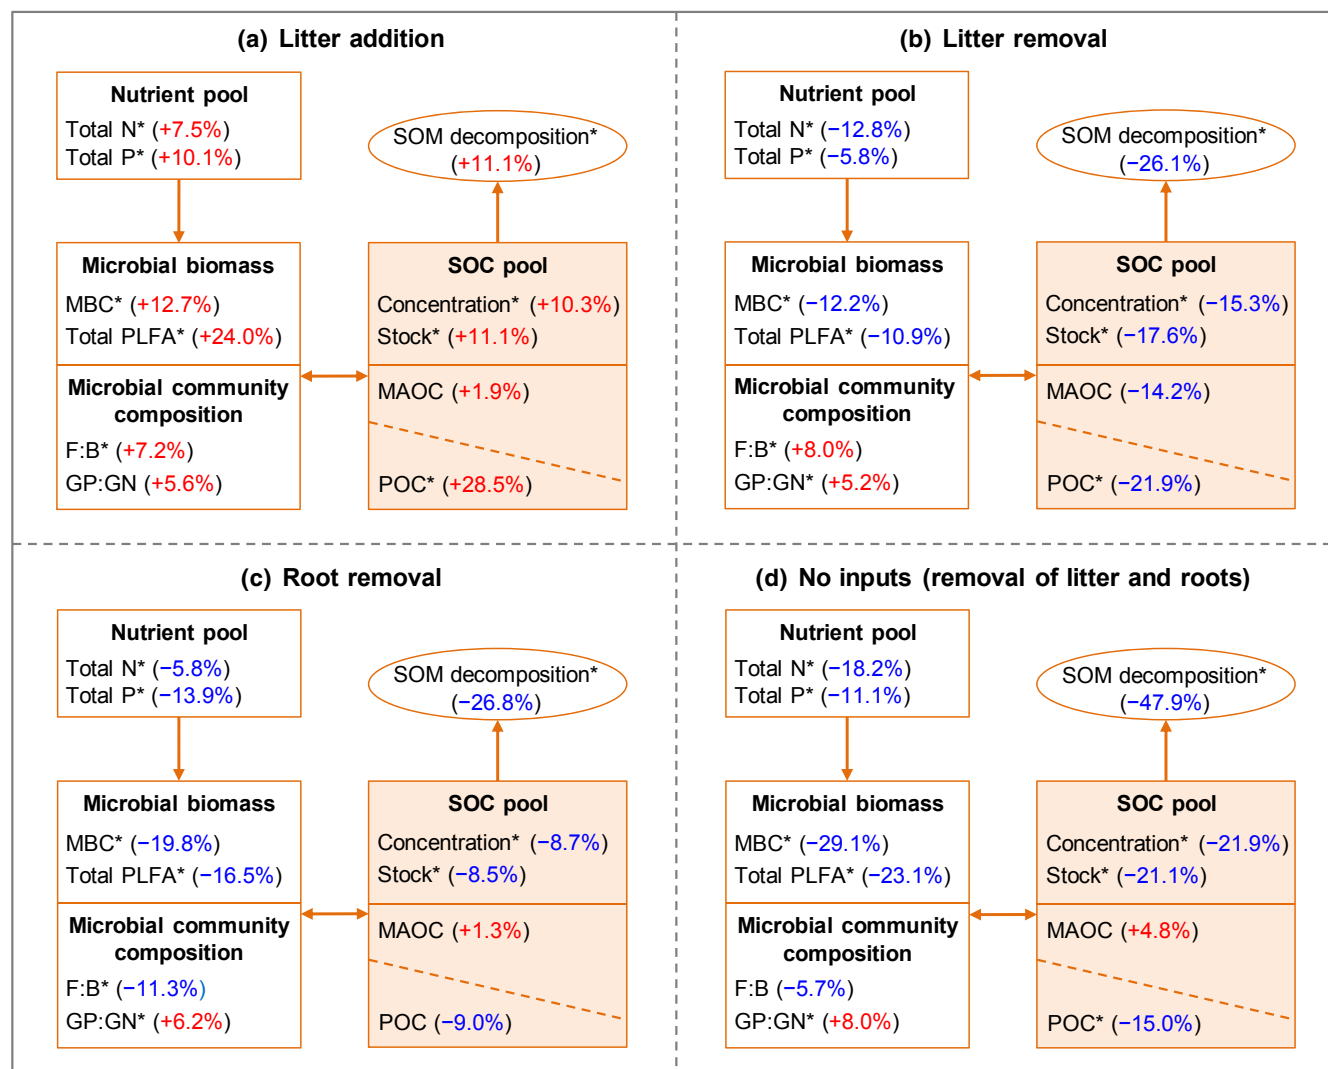 (a) Litter addition
Nutrient pool
Total N* (+7.5%)
Total P* (+10.1%)
SOM decomposition*
(+11.1%)
Microbial biomass
MBC* (+12.7%)
Total PLFA* (+24.0%)
Microbial community
composition
F:B* (+7.2%)
GP:GN (+5.6%)
SOC pool
Concentration* (+10.3%)
Stock* (+11.1%)
MAOC (+1.9%)
POC* (+28.5%)
(b) Litter removal
Nutrient pool
Total N* (−12.8%)
Total P* (−5.8%)
SOM decomposition*
(−26.1%)
Microbial biomass
MBC* (−12.2%)
Total PLFA* (−10.9%)
Microbial community
composition
F:B* (+8.0%)
GP:GN* (+5.2%)
SOC pool
Concentration* (−15.3%)
Stock* (−17.6%)
MAOC (−14.2%)
POC* (−21.9%)
(c) Root removal
Nutrient pool
Total N* (−5.8%)
Total P* (−13.9%)
SOM decomposition*
(−26.8%)
Microbial biomass
MBC* (−19.8%)
Total PLFA* (−16.5%)
Microbial community
composition
F:B* (−11.3%)
GP:GN* (+6.2%)
SOC pool
Concentration* (−8.7%)
Stock* (−8.5%)
MAOC (+1.3%)
POC (−9.0%)
(d) No inputs (removal of litter and roots)
Nutrient pool
Total N* (−18.2%)
Total P* (−11.1%)
SOM decomposition*
(−47.9%)
Microbial biomass
MBC* (−29.1%)
Total PLFA* (−23.1%)
Microbial community
composition
F:B (−5.7%)
GP:GN* (+8.0%)
SOC pool
Concentration* (−21.9%)
Stock* (−21.1%)
MAOC (+4.8%)
POC* (−15.0%)